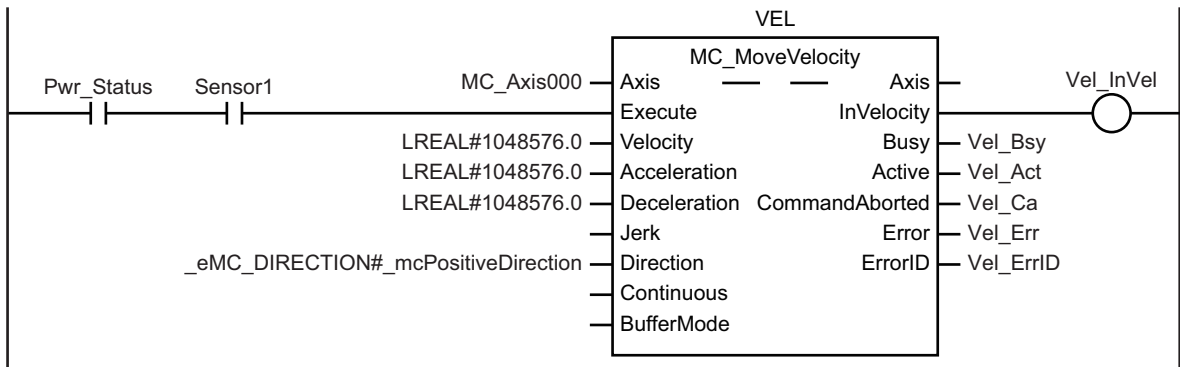 VEL
MC_MoveVelocity
Pwr_Status Sensor1 MC_Axis000 Axis Axis Vel_InVel
Execute InVelocity
LREAL#1048576.0 Velocity Busy Vel_Bsy
LREAL#1048576.0 Acceleration Active Vel_Act
LREAL#1048576.0 Deceleration CommandAborted Vel_Ca
Jerk Error Vel_Err
_eMC_DIRECTION#_mcPositiveDirection Direction ErrorID Vel_ErrID
Continuous
BufferMode